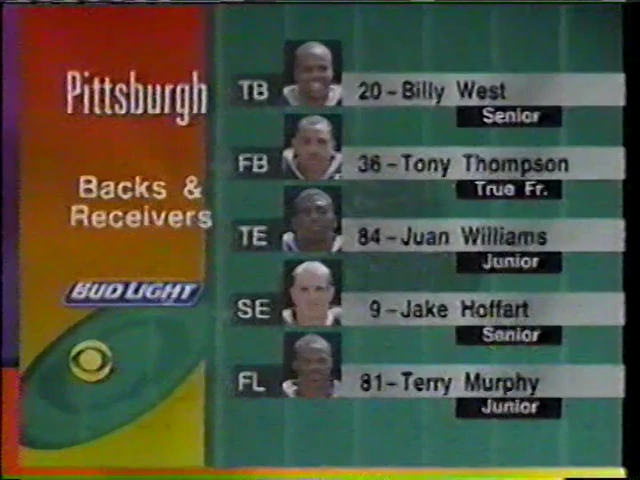 Pittsburgh
Backs &
Receivers
BUD LIGHT
TB 20-Billy West
Senior
FB 36-Tony Thompson
True Fr.
TE 84-Juan Williams
Junior
SE 9-Jake Hoffart
Senior
FL 81-Terry Murphy
Junior